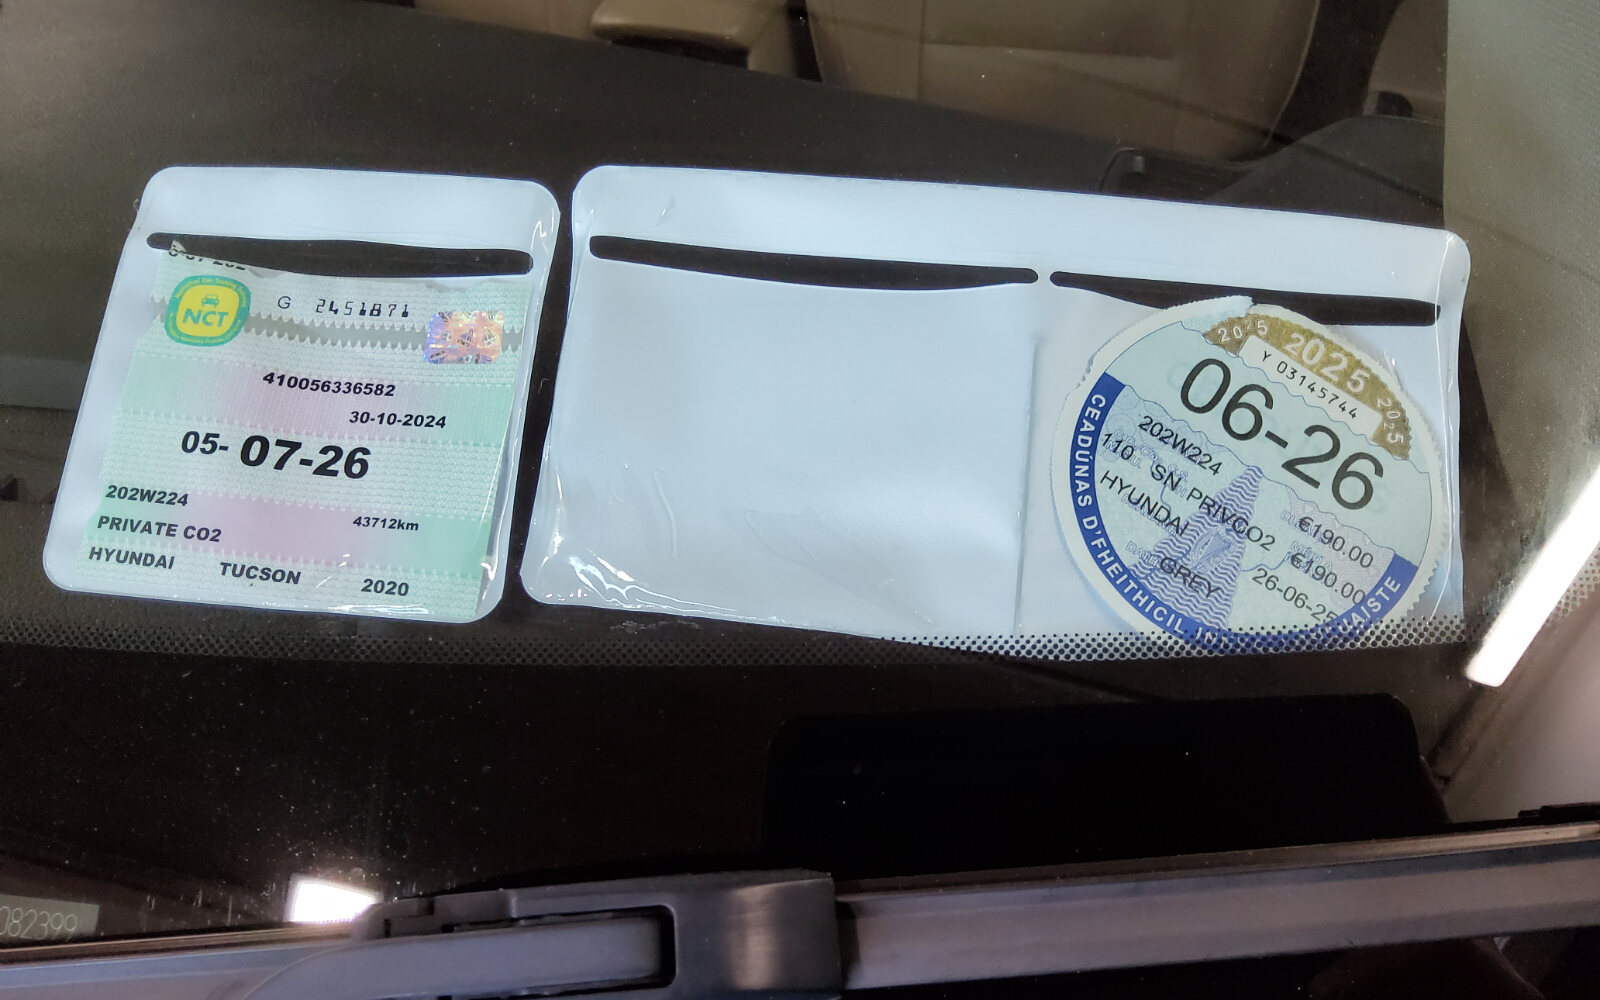 NCT
G 2451871
410056336582
30-10-2024
05-07-26
202W224
PRIVATE CO2
43712km
HYUNDAI TUCSON 2020
2025 2025 2025
Y 03145744
06-26
202W224
110 SN PRIVCO2
HYUNDAI
GREY
€190.00
€190.00
26-06-25
CEADÚNAS D'FHEITHICIL
082399